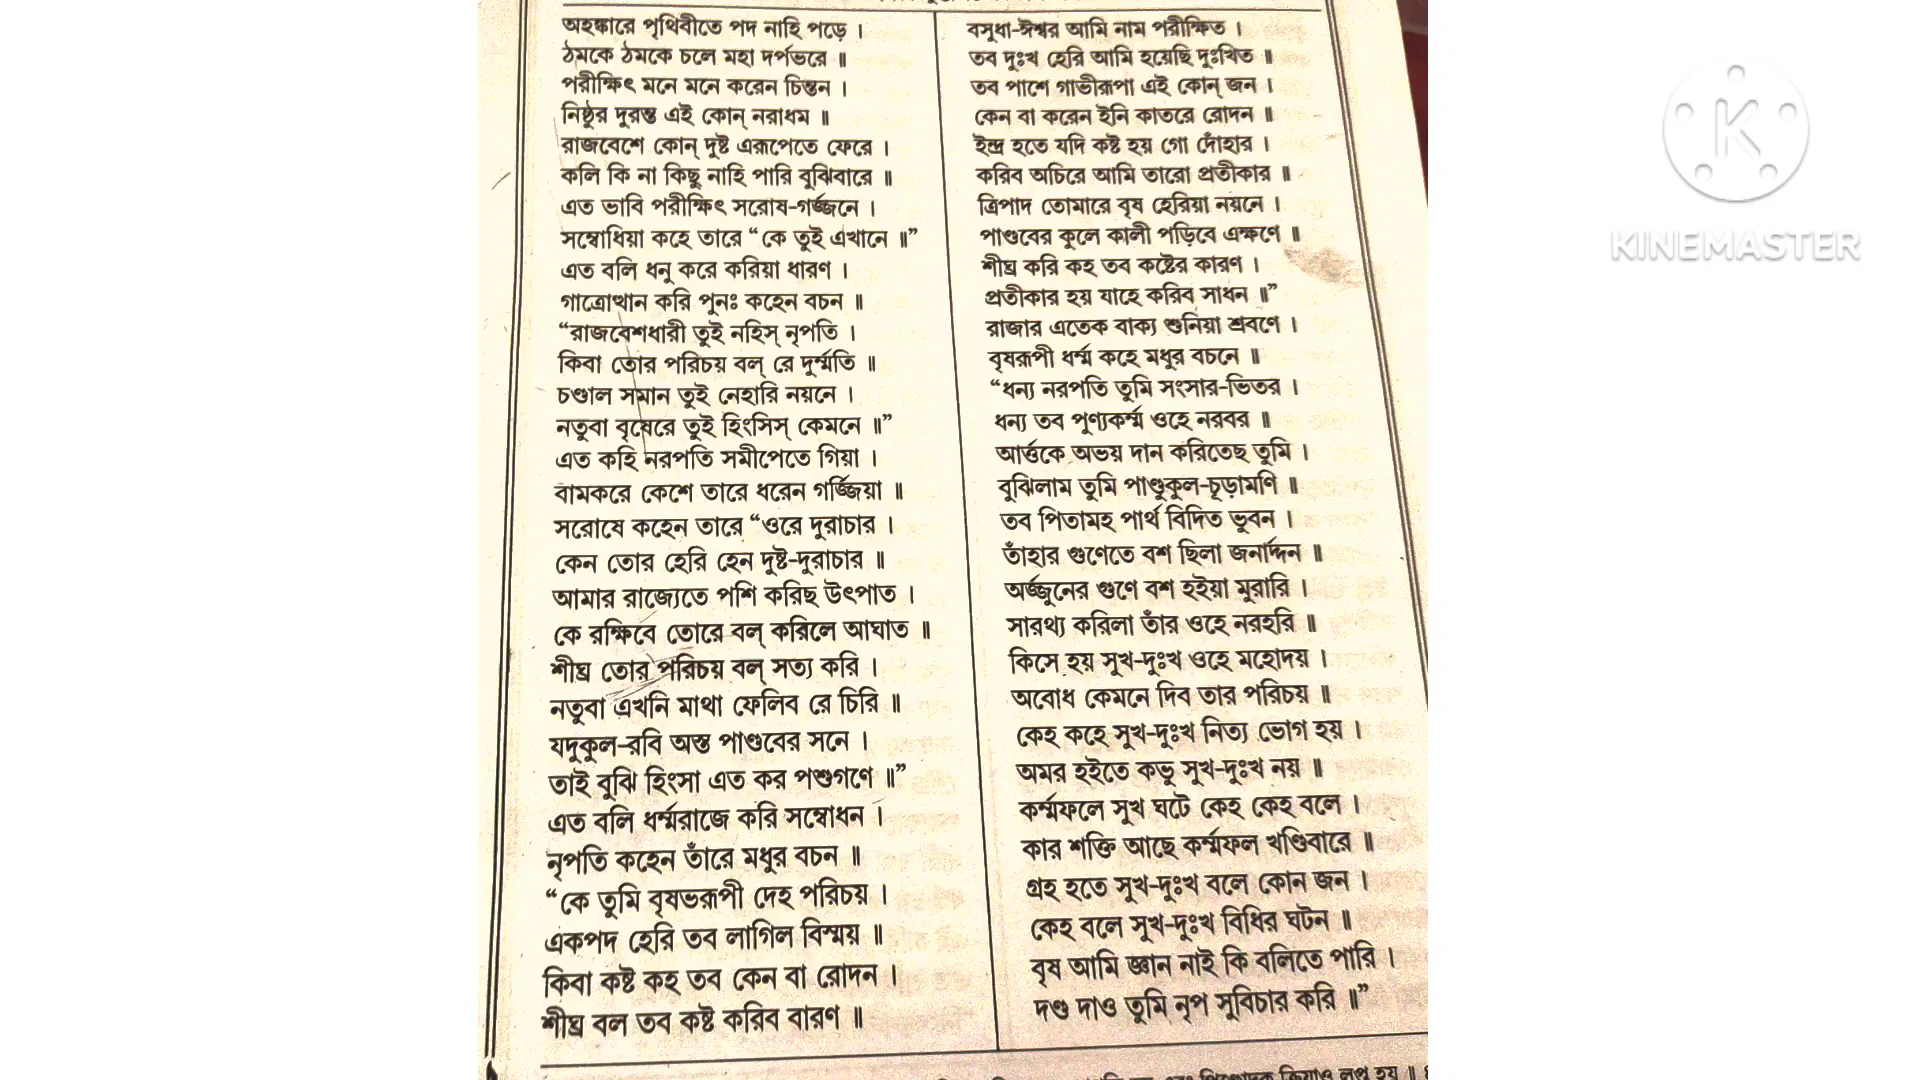 অহঙ্কারে পৃথিবীতে পদ নাহি পড়ে ।
ঠমকে ঠমকে চলে মহা দর্পভরে ॥
পরীক্ষিৎ মনে মনে করেন চিন্তন ।
নিষ্ঠুর দুরন্ত এই কোন্ নরাধম ॥
রাজবেশে কোন্ দুষ্ট এরূপেতে ফেরে ।
কলি কি না কিছু নাহি পারি বুঝিবারে ॥
এত ভাবি পরীক্ষিৎ সরোষ-গর্জ্জনে ।
সম্বোধিয়া কহে তারে “কে তুই এখানে ॥”
এত বলি ধনু করে করিয়া ধারণ ।
গাত্রোত্থান করি পুনঃ কহেন বচন ॥
“রাজবেশধারী তুই নহিস্ নৃপতি ।
কিবা তোর পরিচয় বল্ রে দুর্ম্মতি ॥
চণ্ডাল সমান তুই নেহারি নয়নে ।
নতুবা বৃষেরে তুই হিংসিস্ কেমনে ॥”
এত কহি নরপতি সমীপেতে গিয়া ।
বামকরে কেশে তারে ধরেন গর্জ্জিয়া ॥
সরোষে কহেন তারে “ওরে দুরাচার ।
কেন তোর হেরি হেন দুষ্ট-দুরাচার ॥
আমার রাজ্যেতে পশি করিছ উৎপাত ।
কে রক্ষিবে তোরে বল্ করিলে আঘাত ॥
শীঘ্র তোর পরিচয় বল্ সত্য করি ।
নতুবা এখনি মাথা ফেলিব রে চিরি ॥
যদুকুল-রবি অস্ত পাণ্ডবের সনে ।
তাই বুঝি হিংসা এত কর পশুগণে ॥”
এত বলি ধর্ম্মরাজে করি সম্বোধন ।
নৃপতি কহেন তাঁরে মধুর বচন ॥
“কে তুমি বৃষভরূপী দেহ পরিচয় ।
একপদ হেরি তব লাগিল বিস্ময় ॥
কিবা কষ্ট কহ তব কেন বা রোদন ।
শীঘ্র বল তব কষ্ট করিব বারণ ॥
বসুধা-ঈশ্বর আমি নাম পরীক্ষিত ।
তব দুঃখ হেরি আমি হয়েছি দুঃখিত ॥
তব পাশে গাভীরূপা এই কোন্ জন ।
কেন বা করেন ইনি কাতরে রোদন ॥
ইন্দ্র হতে যদি কষ্ট হয় গো দোঁহার ।
করিব অচিরে আমি তারো প্রতীকার ॥
ত্রিপাদ তোমারে বৃষ হেরিয়া নয়নে ।
পাণ্ডবের কুলে কালী পড়িবে এক্ষণে ॥
শীঘ্র করি কহ তব কষ্টের কারণ ।
প্রতীকার হয় যাহে করিব সাধন ॥”
রাজার এতেক বাক্য শুনিয়া শ্রবণে ।
বৃষরূপী ধর্ম্ম কহে মধুর বচনে ॥
“ধন্য নরপতি তুমি সংসার-ভিতর ।
ধন্য তব পুণ্যকর্ম্ম ওহে নরবর ॥
আর্ত্তকে অভয় দান করিতেছ তুমি ।
বুঝিলাম তুমি পাণ্ডুকুল-চূড়ামণি ॥
তব পিতামহ পার্থ বিদিত ভুবন ।
তাঁহার গুণেতে বশ ছিলা জনার্দ্দন ॥
অর্জ্জুনের গুণে বশ হইয়া মুরারি ।
সারথ্য করিলা তাঁর ওহে নরহরি ॥
কিসে হয় সুখ-দুঃখ ওহে মহোদয় ।
অবোধ কেমনে দিব তার পরিচয় ॥
কেহ কহে সুখ-দুঃখ নিত্য ভোগ হয় ।
অমর হইতে কভু সুখ-দুঃখ নয় ॥
কর্ম্মফলে সুখ ঘটে কেহ কেহ বলে ।
কার শক্তি আছে কর্ম্মফল খণ্ডিবারে ॥
গ্রহ হতে সুখ-দুঃখ বলে কোন জন ।
কেহ বলে সুখ-দুঃখ বিধির ঘটন ॥
বৃষ আমি জ্ঞান নাই কি বলিতে পারি ।
দণ্ড দাও তুমি নৃপ সুবিচার করি ॥”
ক্রিয়াও লুপ্ত হয় ॥
KINEMASTER